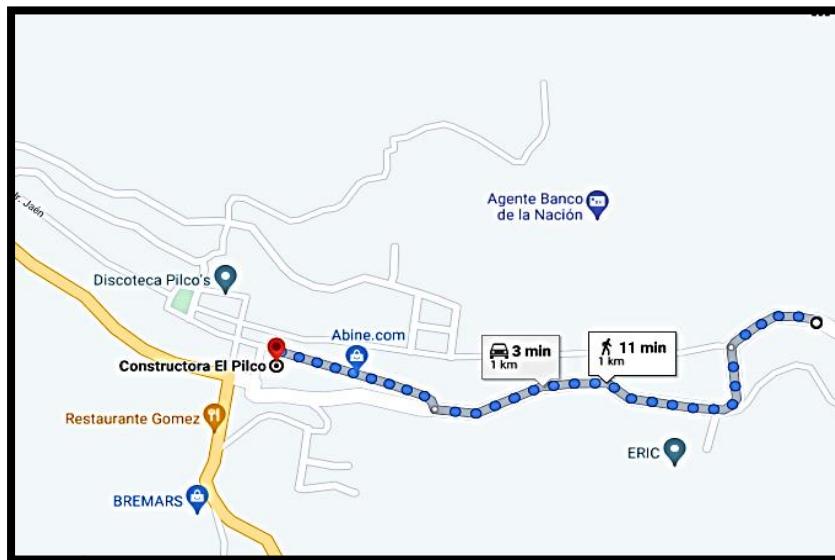 Jr. Jaén
Agente Banco
de la Nación
Discoteca Pilco's
Abine.com
3 min
1 km
11 min
1 km
Constructora El Pilco
Restaurante Gomez
ERIC
BREMARS